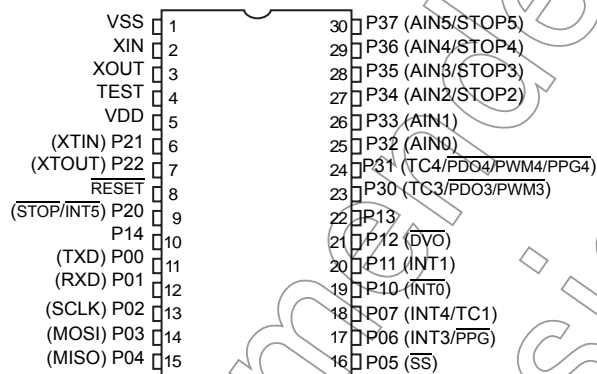 VSS 1
XIN 2
XOUT 3
TEST 4
VDD 5
(XTIN) P21 6
(XTOUT) P22 7
RESET 8
(STOP/INT5) P20 9
P14 10
(TXD) P00 11
(RXD) P01 12
(SCLK) P02 13
(MOSI) P03 14
(MISO) P04 15
30 P37 (AIN5/STOP5)
29 P36 (AIN4/STOP4)
28 P35 (AIN3/STOP3)
27 P34 (AIN2/STOP2)
26 P33 (AIN1)
25 P32 (AIN0)
24 P31 (TC4/PDO4/PWM4/PPG4)
23 P30 (TC3/PDO3/PWM3)
22 P13
21 P12 (DVO)
20 P11 (INT1)
19 P10 (INT0)
18 P07 (INT4/TC1)
17 P06 (INT3/PPG)
16 P05 (SS)